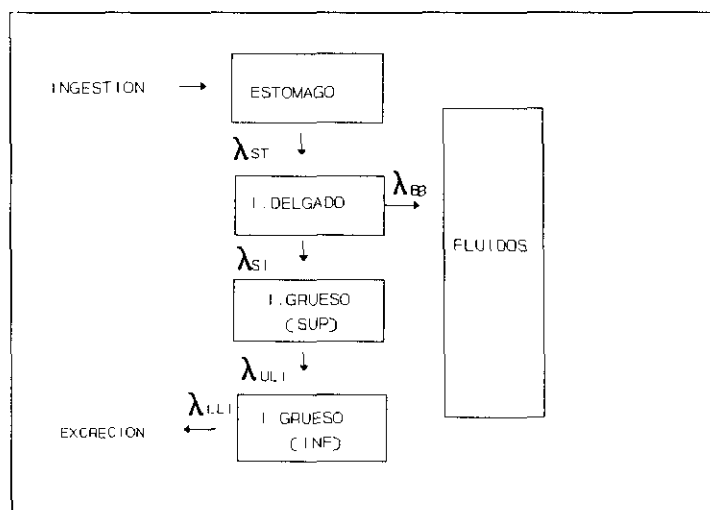 INGESTION
ESTOMAGO
λST
I.DELGADO
λBB
FLUIDOS
λSI
I.GRUESO
(SUP)
λULI
λLLI
I GRUESO
(INF)
EXCRECION